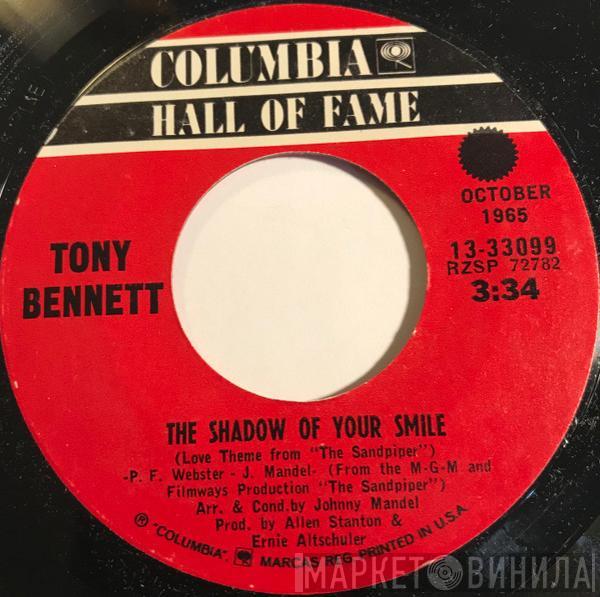 COLUMBIA
HALL OF FAME
OCTOBER
1965
TONY
BENNETT
13-33099
RZSP 72782
3:34
THE SHADOW OF YOUR SMILE
(Love Theme from "The Sandpiper")
-P. F. Webster - J. Mandel- (From the M-G-M and
Filmways Production "The Sandpiper")
Arr. & Cond. by Johnny Mandel
Prod. by Allen Stanton &
Ernie Altschuler
℗ "COLUMBIA", MARCAS REG. PRINTED IN U.S.A.
МАРКЕТ ВИНИЛА